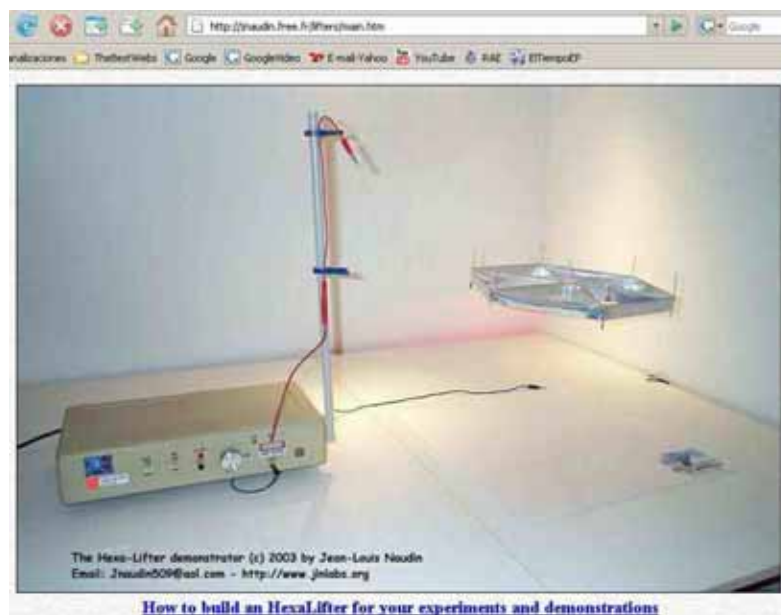 http://jnaudin.free.fr/lifters/main.htm
Google
TheBestWebs Google GoogleVideo E-mail-Yahoo YouTube RAE ElTiempoEP
The Hexa-Lifter demonstrator (c) 2003 by Jean-Louis Naudin
Email: Jnaudin509@aol.com - http://www.jlnlabs.org
How to build an HexaLifter for your experiments and demonstrations